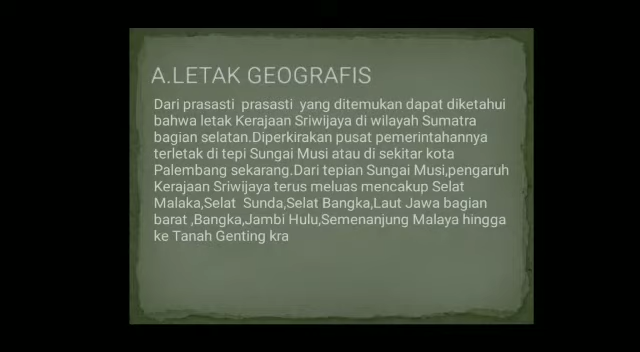 A.LETAK GEOGRAFIS
Dari prasasti prasasti yang ditemukan dapat diketahui
bahwa letak Kerajaan Sriwijaya di wilayah Sumatra
bagian selatan.Diperkirakan pusat pemerintahannya
terletak di tepi Sungai Musi atau di sekitar kota
Palembang sekarang.Dari tepian Sungai Musi,pengaruh
Kerajaan Sriwijaya terus meluas mencakup Selat
Malaka,Selat Sunda,Selat Bangka,Laut Jawa bagian
barat ,Bangka,Jambi Hulu,Semenanjung Malaya hingga
ke Tanah Genting kra